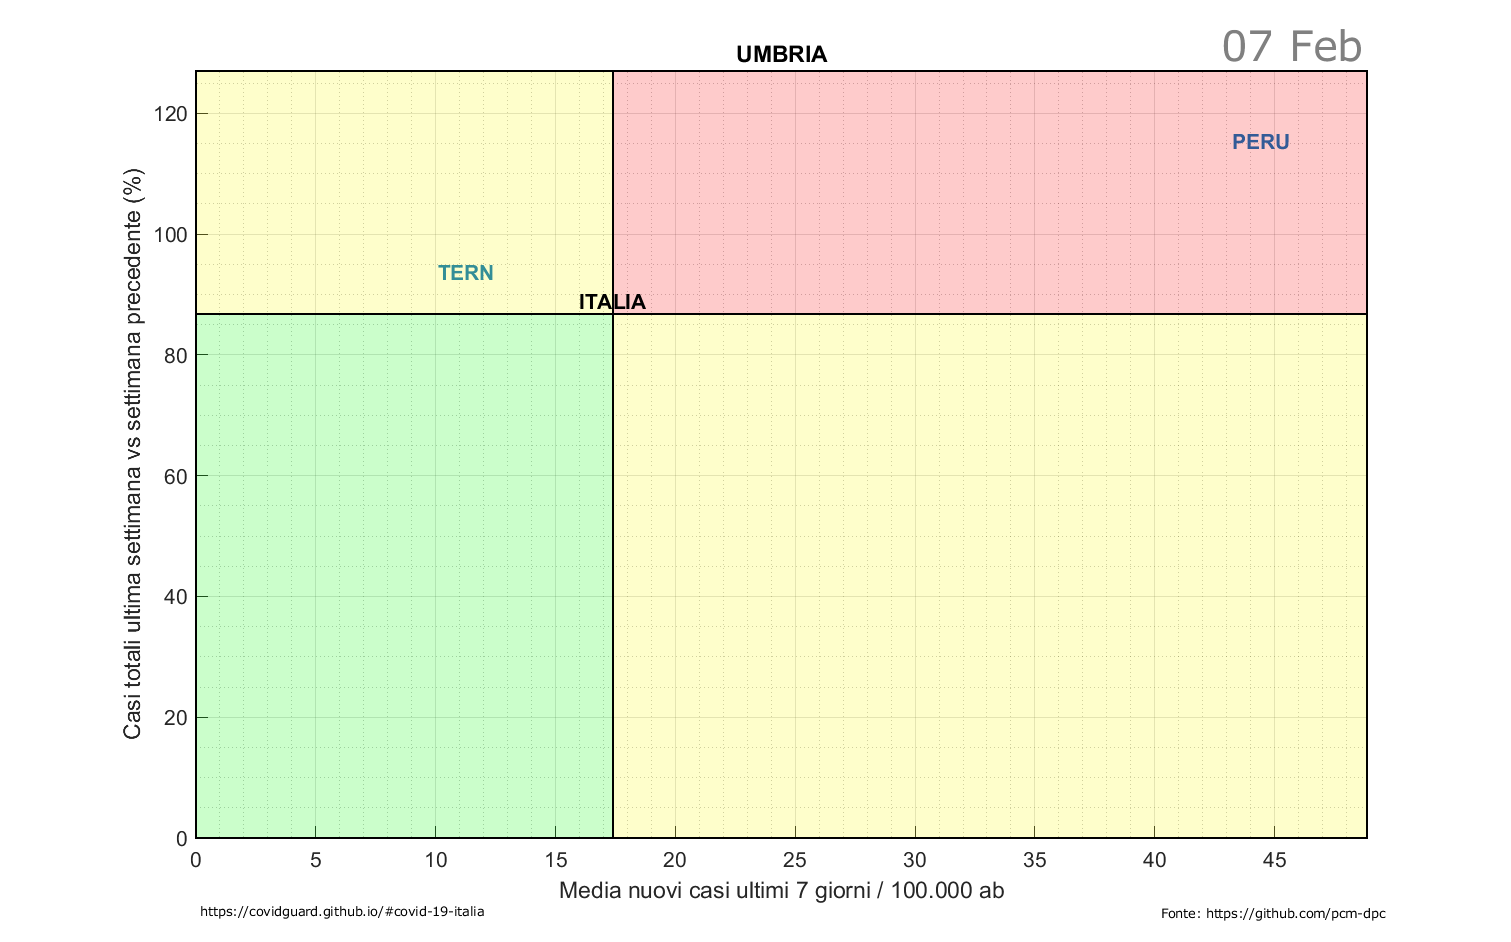 UMBRIA
07 Feb
Casi totali ultima settimana vs settimana precedente (%)
120
100
80
60
40
20
0
PERU
TERN
ITALIA
0 5 10 15 20 25 30 35 40 45
Media nuovi casi ultimi 7 giorni / 100.000 ab
https://covidguard.github.io/#covid-19-italia
Fonte: https://github.com/pcm-dpc